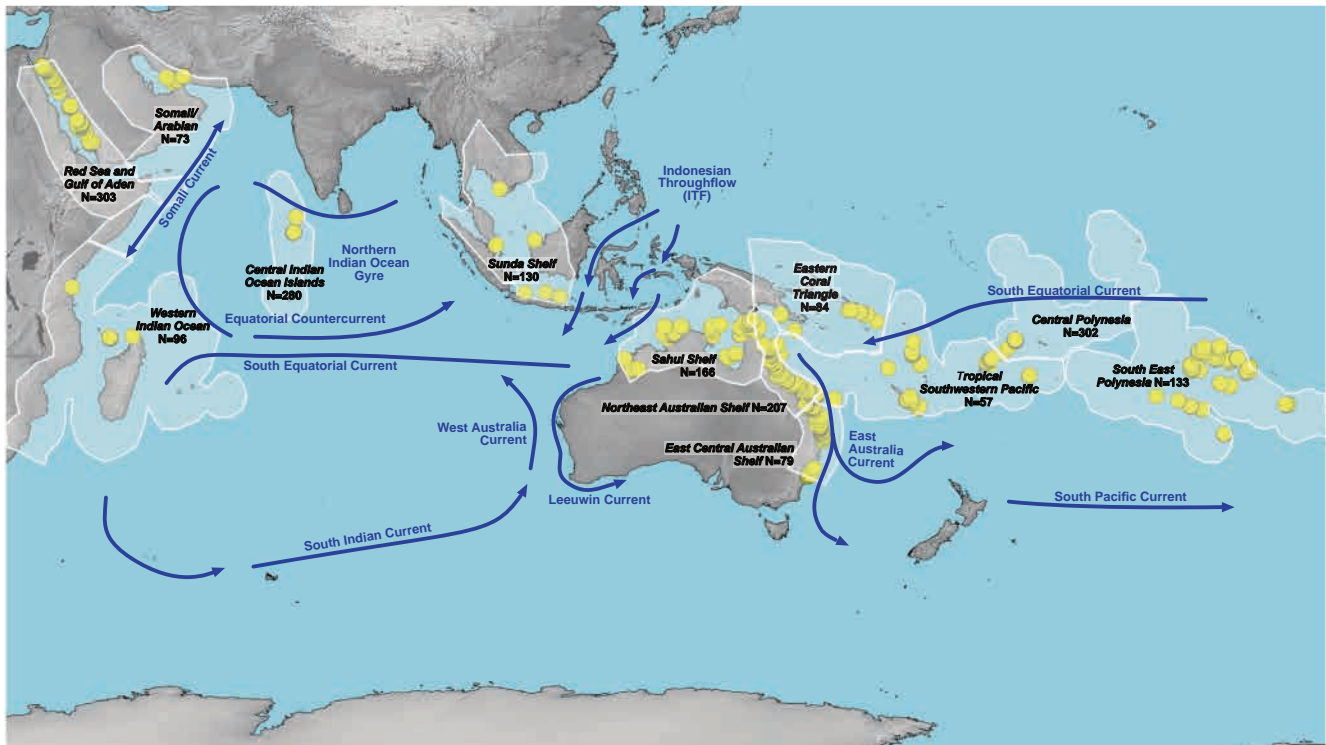 Somali/
Arabian
N=73
Red Sea and
Gulf of Aden
N=303
Somali Current
Indonesian
Throughflow
(ITF)
Northern
Indian Ocean
Gyre
Central Indian
Ocean Islands
N=280
Sunda Shelf
N=130
Eastern
Coral
Triangle
N=84
South Equatorial Current
Western
Indian Ocean
N=96
Equatorial Countercurrent
Central Polynesia
N=302
South Equatorial Current
Sahul Shelf
N=166
Tropical
Southwestern Pacific
N=57
South East
Polynesia N=133
Northeast Australian Shelf N=207
West Australia
Current
East Central Australian
Shelf N=79
East
Australia
Current
Leeuwin Current
South Pacific Current
South Indian Current